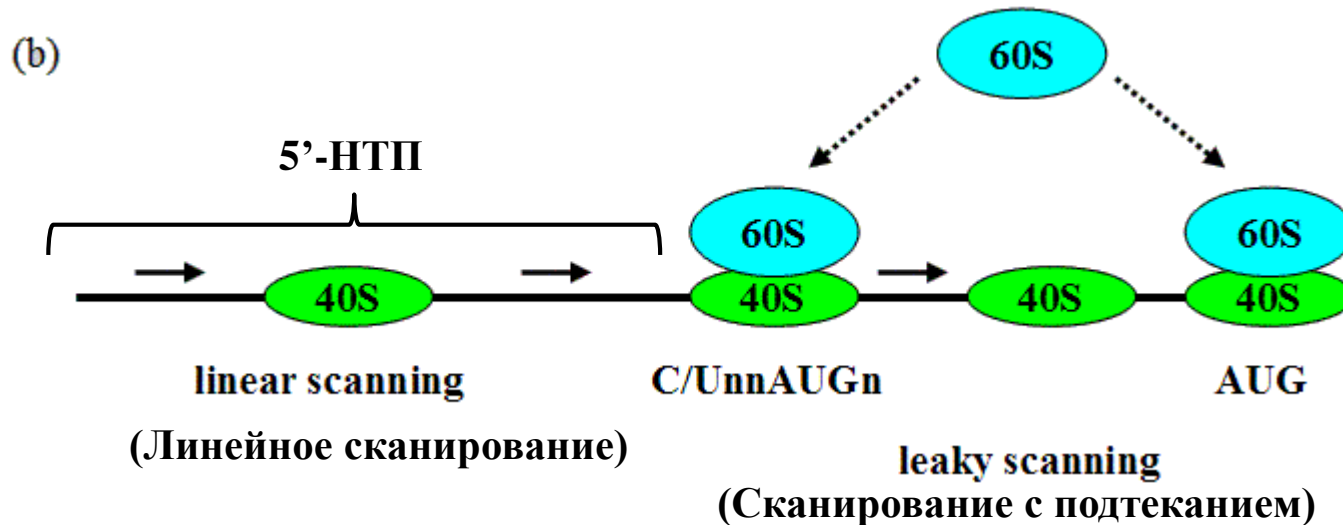 (b)
60S
5’-НТП
60S
60S
40S
40S
40S
40S
linear scanning
C/UnnAUGn
AUG
(Линейное сканирование)
leaky scanning
(Сканирование с подтеканием)